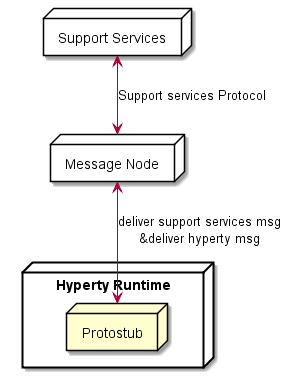 Support Services
Support services Protocol
Message Node
deliver support services msg
&deliver hyperty msg
Hyperty Runtime
Protostub